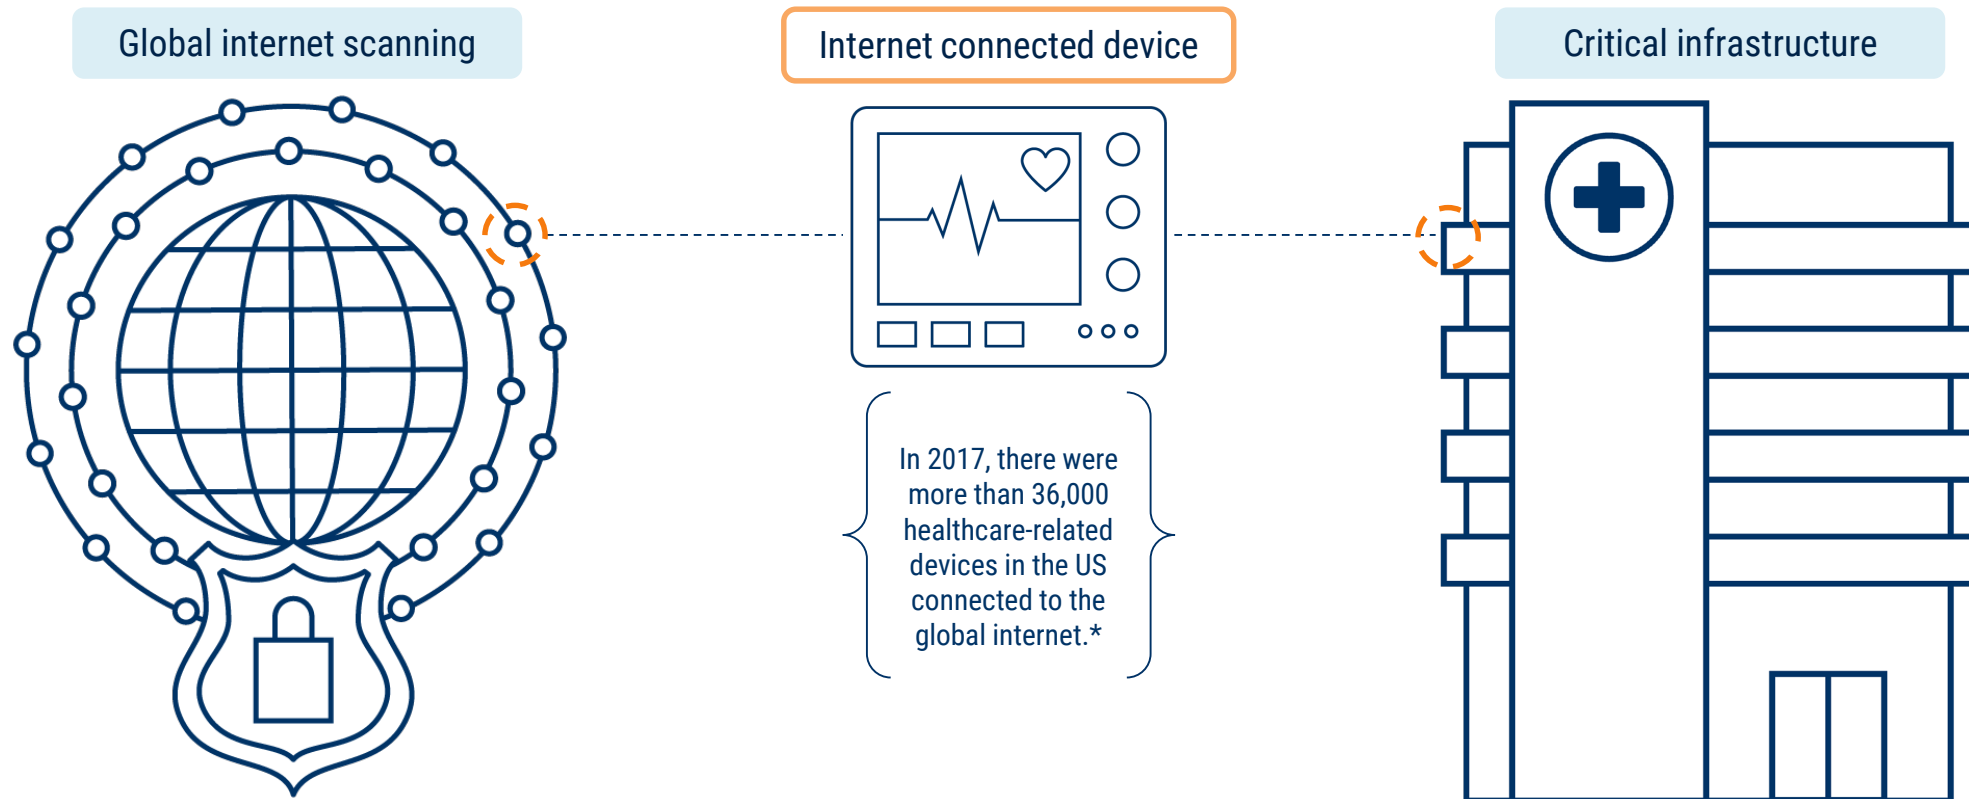 Global internet scanning
Internet connected device
Critical infrastructure
In 2017, there were
more than 36,000
healthcare-related
devices in the US
connected to the
global internet.*